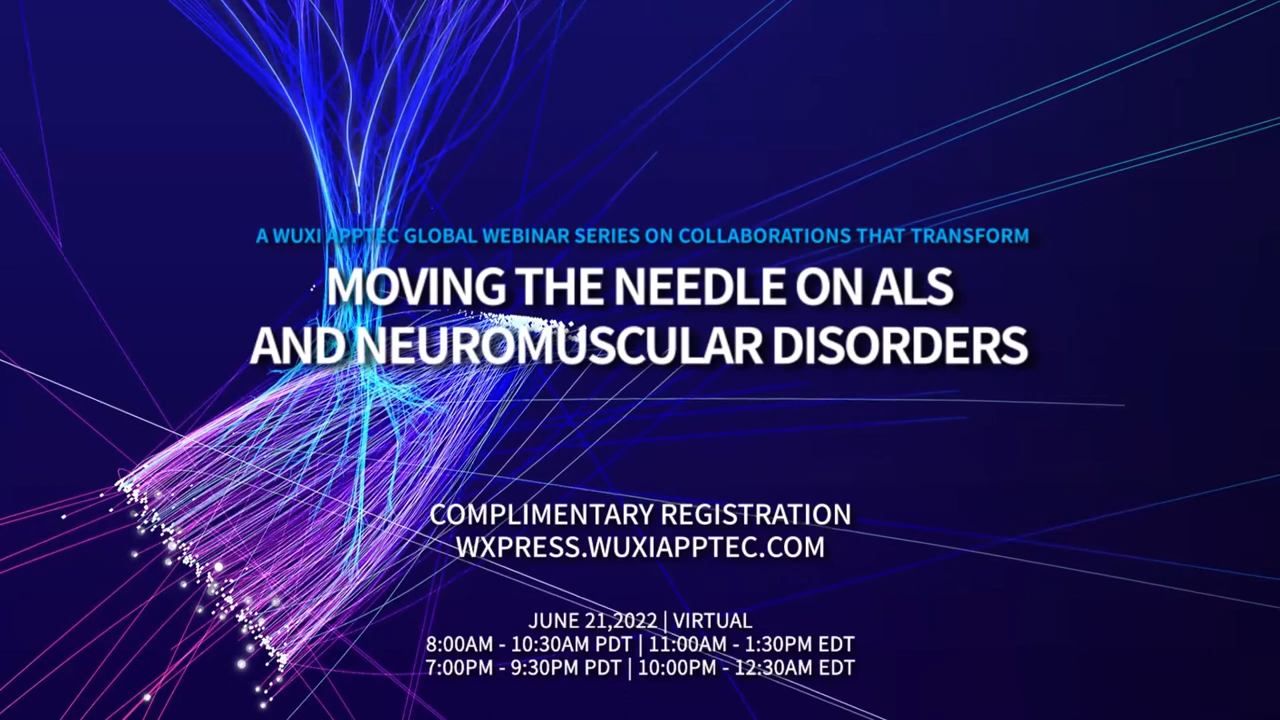 A WUXI APPTEC GLOBAL WEBINAR SERIES ON COLLABORATIONS THAT TRANSFORM
MOVING THE NEEDLE ON ALS
AND NEUROMUSCULAR DISORDERS
COMPLIMENTARY REGISTRATION
WXPRESS.WUXIAPPTEC.COM
JUNE 21,2022 | VIRTUAL
8:00AM - 10:30AM PDT | 11:00AM - 1:30PM EDT
7:00PM - 9:30PM PDT | 10:00PM - 12:30AM EDT